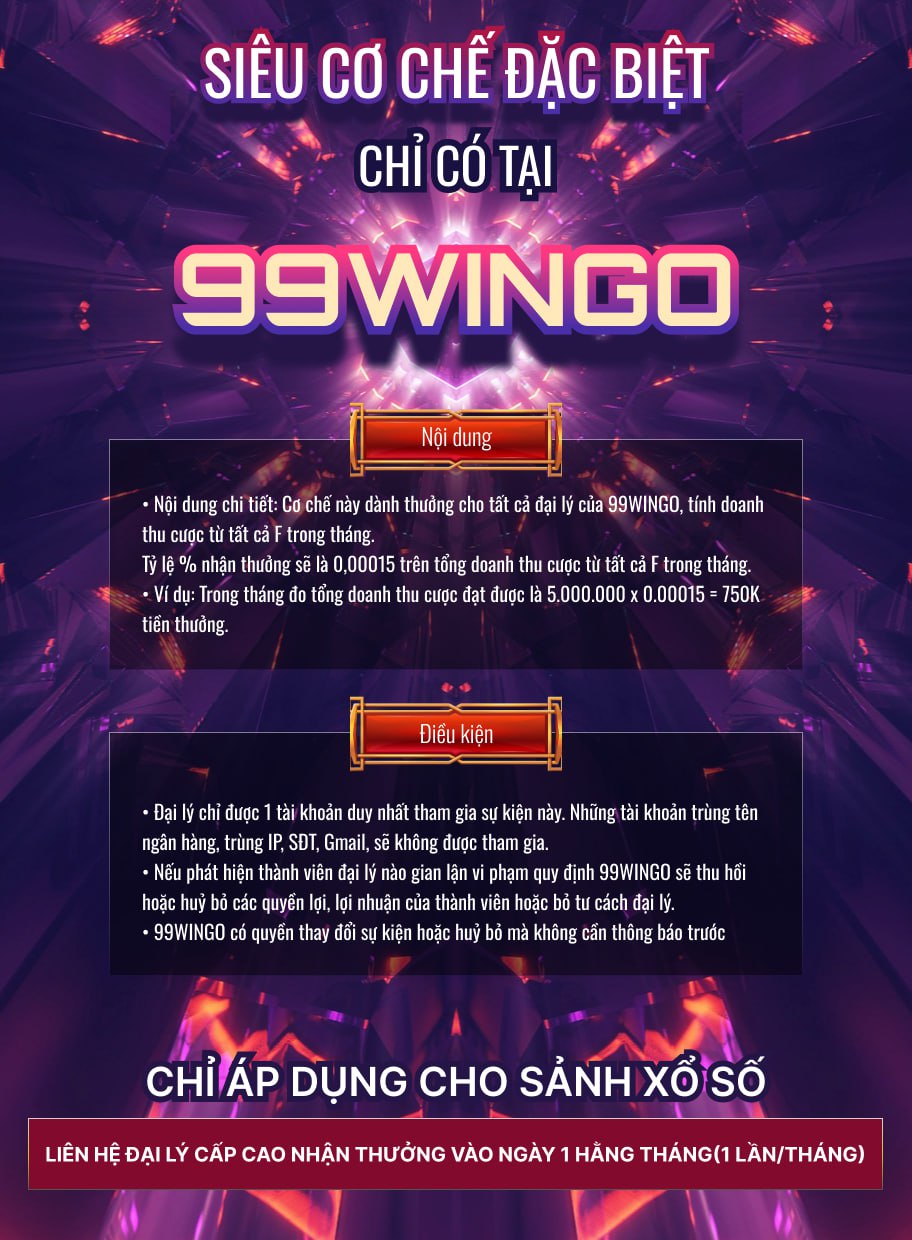 SIÊU CƠ CHẾ ĐẶC BIỆT
CHỈ CÓ TẠI
99WINGO
Nội dung
• Nội dung chi tiết: Cơ chế này dành thưởng cho tất cả đại lý của 99WINGO, tính doanh
thu cược từ tất cả F trong tháng.
Tỷ lệ % nhận thưởng sẽ là 0,00015 trên tổng doanh thu cược từ tất cả F trong tháng.
• Ví dụ: Trong tháng đo tổng doanh thu cược đạt được là 5.000.000 x 0.00015 = 750K
tiền thưởng.
Điều kiện
• Đại lý chỉ được 1 tài khoản duy nhất tham gia sự kiện này. Những tài khoản trùng tên
ngân hàng, trùng IP, SĐT, Gmail, sẽ không được tham gia.
• Nếu phát hiện thành viên đại lý nào gian lận vi phạm quy định 99WINGO sẽ thu hồi
hoặc huỷ bỏ các quyền lợi, lợi nhuận của thành viên hoặc bỏ tư cách đại lý.
• 99WINGO có quyền thay đổi sự kiện hoặc huỷ bỏ mà không cần thông báo trước
CHỈ ÁP DỤNG CHO SẢNH XỔ SỐ
LIÊN HỆ ĐẠI LÝ CẤP CAO NHẬN THƯỞNG VÀO NGÀY 1 HẰNG THÁNG(1 LẦN/THÁNG)